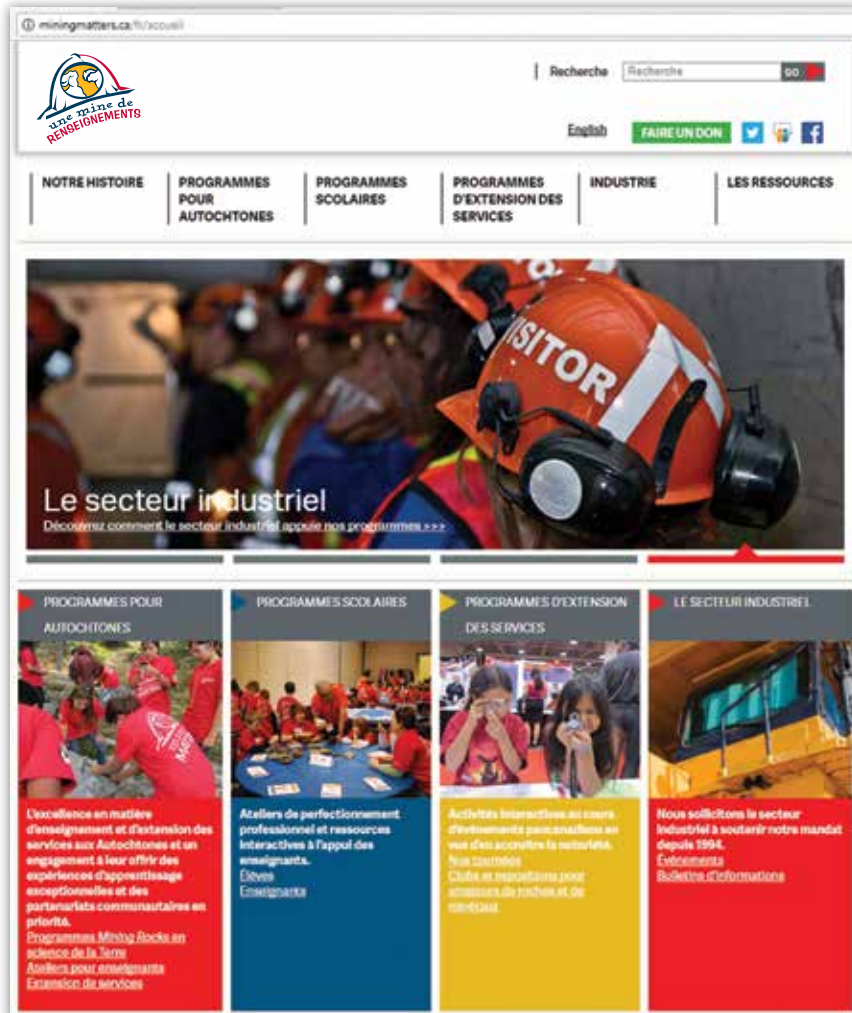 miningmatters.ca/fr/accueil
une mine de
RENSEIGNEMENTS
Recherche
Recherche
GO
English
FAIRE UN DON
NOTRE HISTOIRE
PROGRAMMES
POUR
AUTOCHTONES
PROGRAMMES
SCOLAIRES
PROGRAMMES
D'EXTENSION DES
SERVICES
INDUSTRIE
LES RESSOURCES
VISITOR
Le secteur industriel
Découvrez comment le secteur industriel appuie nos programmes >>>
PROGRAMMES POUR
AUTOCHTONES
L'excellence en matière
d'enseignement et d'extension des
services aux Autochtones et un
engagement à leur offrir des
expériences d'apprentissage
exceptionnelles et des
partenariats communautaires en
priorité.
Programmes Mining Rocks en
science de la Terre
Ateliers pour enseignants
Extension de services
PROGRAMMES SCOLAIRES
Ateliers de perfectionnement
professionnel et ressources
interactives à l'appui des
enseignants.
Élèves
Enseignants
PROGRAMMES D'EXTENSION
DES SERVICES
Activités interactives au cours
d'événements pancanadiens en
vue d'en accroître la notoriété.
Nos tournées
Clubs et expositions pour
amateurs de roches et de
minéraux
LE SECTEUR INDUSTRIEL
Nous sollicitons le secteur
industriel à soutenir notre mandat
depuis 1994.
Événements
Bulletins d'informations